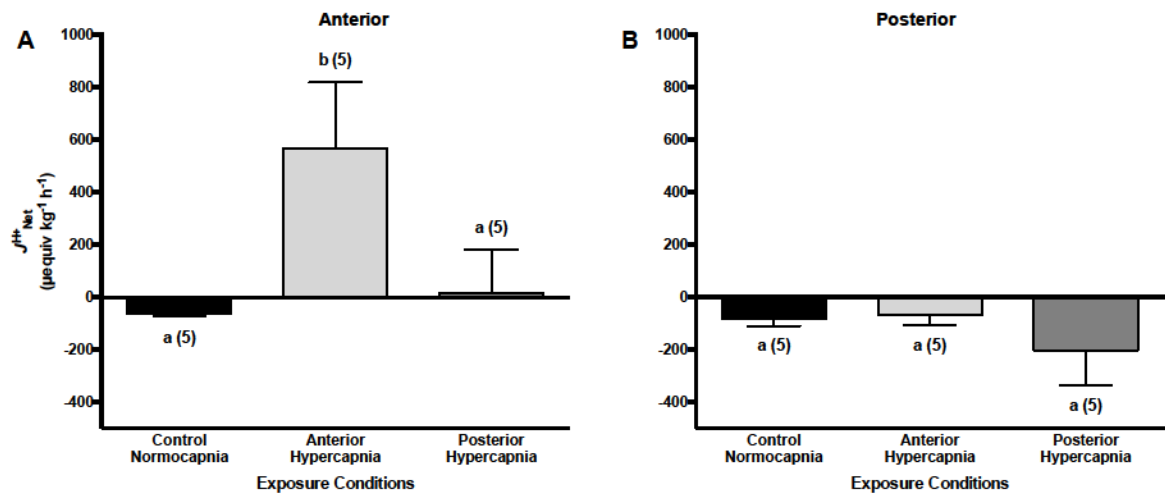 Anterior
A
1000
800
600
400
200
0
-200
-400
J^H+ Net
(µequiv kg-1 h-1)
a (5)
b (5)
a (5)
Control
Normocapnia
Anterior
Hypercapnia
Posterior
Hypercapnia
Exposure Conditions
Posterior
B
1000
800
600
400
200
0
-200
-400
a (5)
a (5)
a (5)
Control
Normocapnia
Anterior
Hypercapnia
Posterior
Hypercapnia
Exposure Conditions